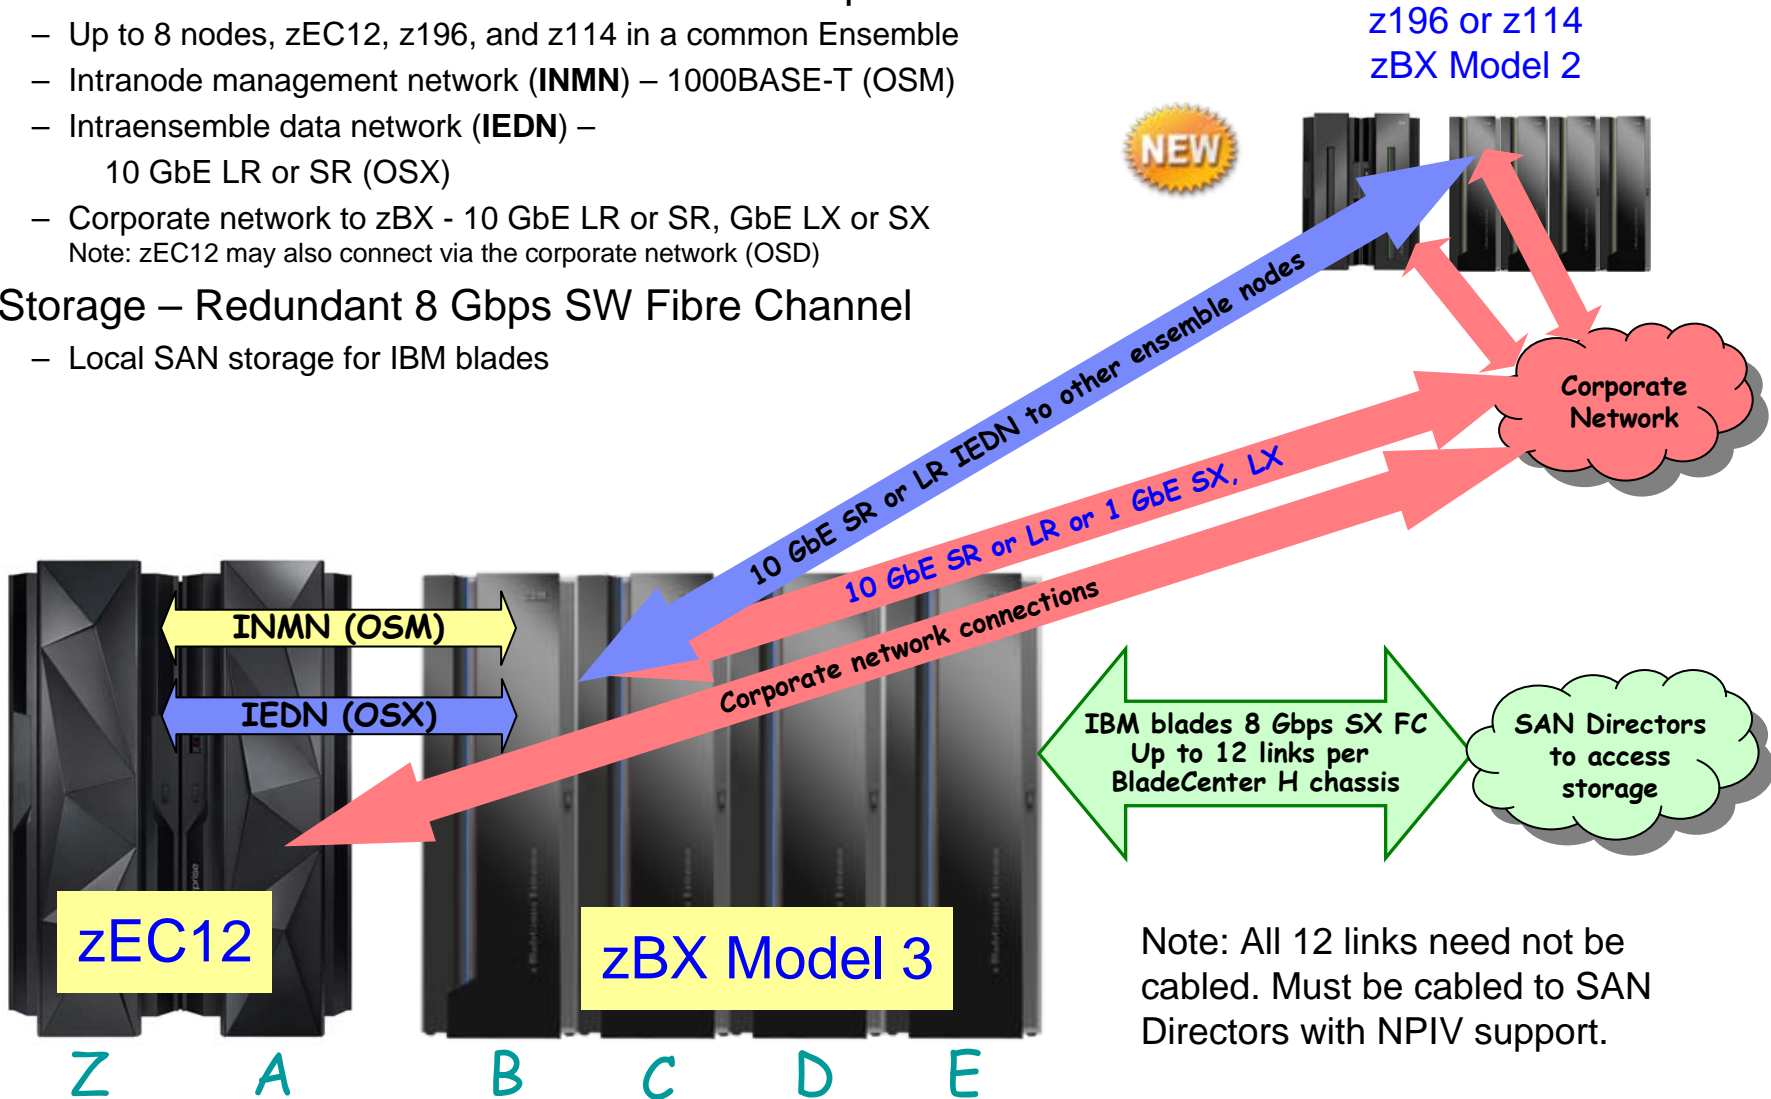 – Up to 8 nodes, zEC12, z196, and z114 in a common Ensemble
– Intranode management network (INMN) – 1000BASE-T (OSM)
– Intraensemble data network (IEDN) –
10 GbE LR or SR (OSX)
– Corporate network to zBX - 10 GbE LR or SR, GbE LX or SX
Note: zEC12 may also connect via the corporate network (OSD)
Storage – Redundant 8 Gbps SW Fibre Channel
– Local SAN storage for IBM blades
z196 or z114
zBX Model 2
NEW
10 GbE SR or LR IEDN to other ensemble nodes
10 GbE SR or LR or 1 GbE SX, LX
Corporate network connections
Corporate
Network
INMN (OSM)
IEDN (OSX)
IBM blades 8 Gbps SX FC
Up to 12 links per
BladeCenter H chassis
SAN Directors
to access
storage
zEC12
zBX Model 3
Note: All 12 links need not be
cabled. Must be cabled to SAN
Directors with NPIV support.
Z A B C D E